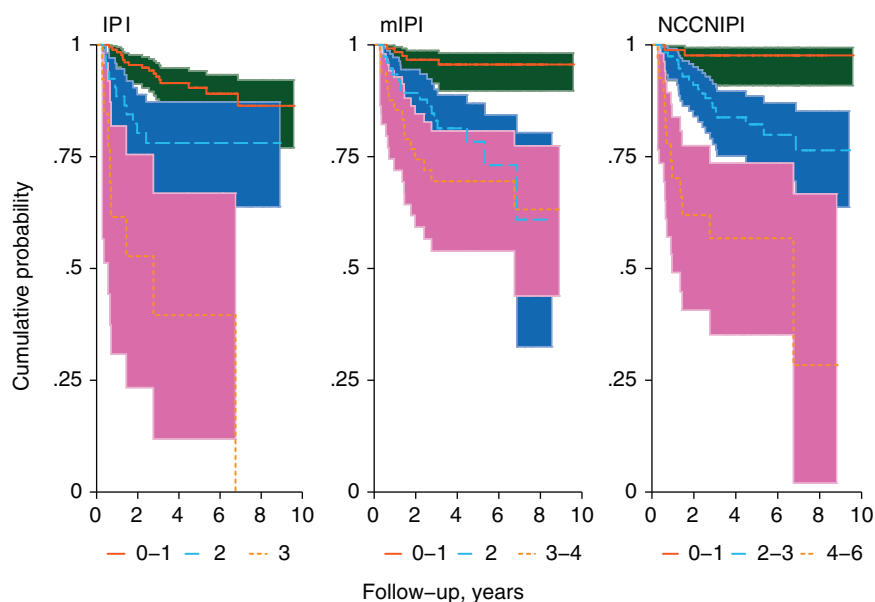 IPI
mIPI
NCCNIPI
Cumulative probability
1
.75
.5
.25
0
0 2 4 6 8 10
0–1 2 3
1
.75
.5
.25
0
0 2 4 6 8 10
0–1 2 3–4
1
.75
.5
.25
0
0 2 4 6 8 10
0–1 2–3 4–6
Follow–up, years